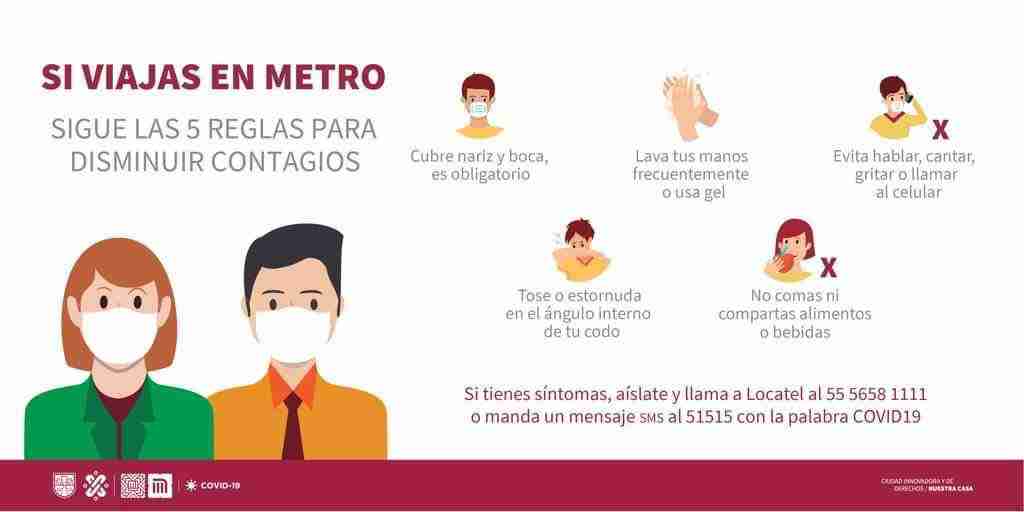 SI VIAJAS EN METRO
SIGUE LAS 5 REGLAS PARA
DISMINUIR CONTAGIOS
Cubre nariz y boca,
es obligatorio
Lava tus manos
frecuentemente
o usa gel
X
Evita hablar, cantar,
gritar o llamar
al celular
Tose o estornuda
en el ángulo interno
de tu codo
X
No comas ni
compartas alimentos
o bebidas
Si tienes síntomas, aíslate y llama a Locatel al 55 5658 1111
o manda un mensaje SMS al 51515 con la palabra COVID19
COVID-19
CIUDAD INNOVADORA Y DE
DERECHOS / NUESTRA CASA